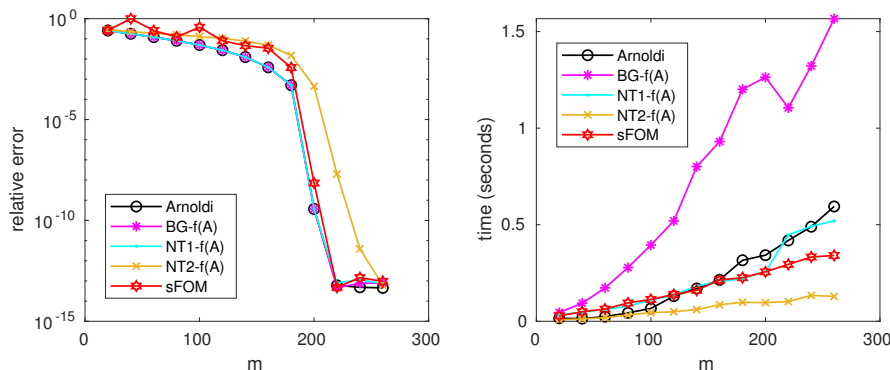 10^0
10^-5
10^-10
10^-15
relative error
0 100 200 300
m
Arnoldi
BG-f(A)
NT1-f(A)
NT2-f(A)
sFOM
1.5
1
0.5
0
time (seconds)
0 100 200 300
m
Arnoldi
BG-f(A)
NT1-f(A)
NT2-f(A)
sFOM